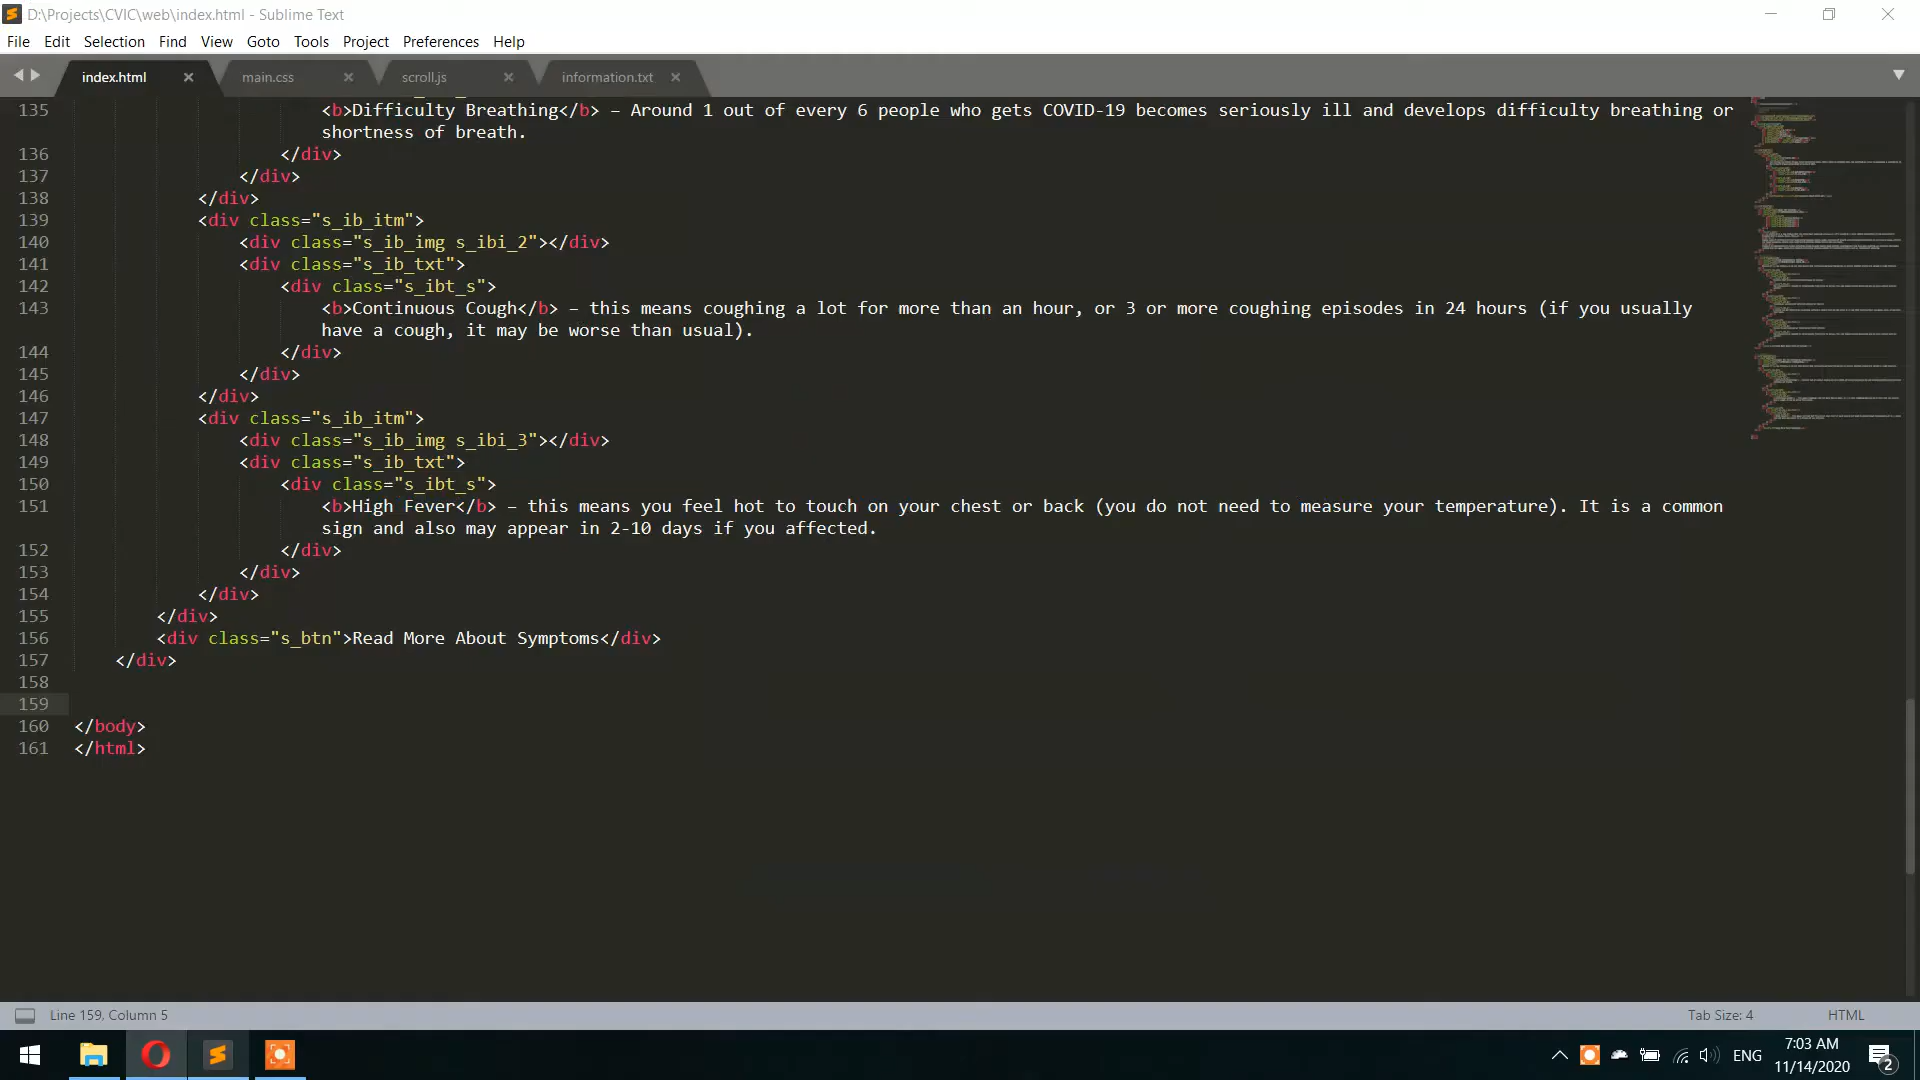 D:\Projects\CVIC\web\index.html - Sublime Text
File Edit Selection Find View Goto Tools Project Preferences Help
index.html main.css scroll.js information.txt
135 <b>Difficulty Breathing</b> – Around 1 out of every 6 people who gets COVID-19 becomes seriously ill and develops difficulty breathing or
shortness of breath.
136 </div>
137 </div>
138 </div>
139 <div class="s_ib_itm">
140 <div class="s_ib_img s_ibi_2"></div>
141 <div class="s_ib_txt">
142 <div class="s_ibt_s">
143 <b>Continuous Cough</b> – this means coughing a lot for more than an hour, or 3 or more coughing episodes in 24 hours (if you usually
have a cough, it may be worse than usual).
144 </div>
145 </div>
146 </div>
147 <div class="s_ib_itm">
148 <div class="s_ib_img s_ibi_3"></div>
149 <div class="s_ib_txt">
150 <div class="s_ibt_s">
151 <b>High Fever</b> – this means you feel hot to touch on your chest or back (you do not need to measure your temperature). It is a common
sign and also may appear in 2-10 days if you affected.
152 </div>
153 </div>
154 </div>
155 </div>
156 <div class="s_btn">Read More About Symptoms</div>
157 </div>
158
159
160 </body>
161 </html>
Line 159, Column 5 Tab Size: 4 HTML
ENG 7:03 AM
11/14/2020 2